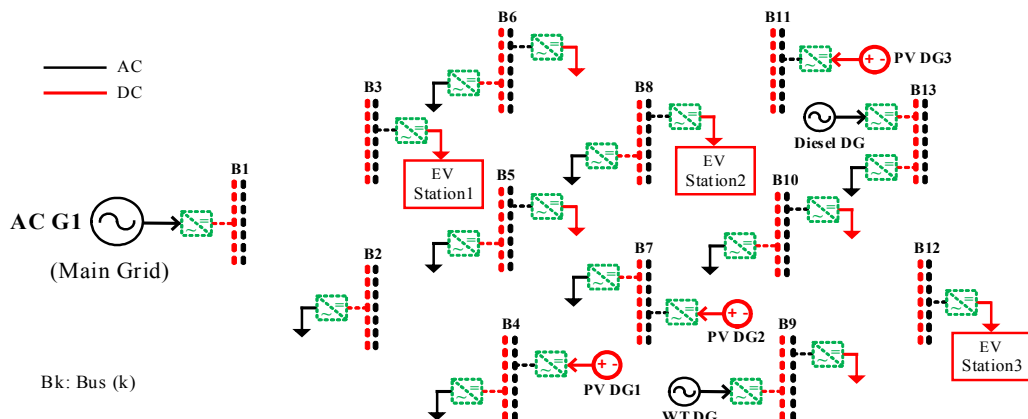 B6
B11
AC
DC
PV DG3
B3
B8
B13
Diesel DG
EV
Station1
EV
Station2
B1
B5
B10
AC G1
(Main Grid)
B2
B7
B12
PV DG2
B4
B9
EV
Station3
PV DG1
WT DG
Bk: Bus (k)